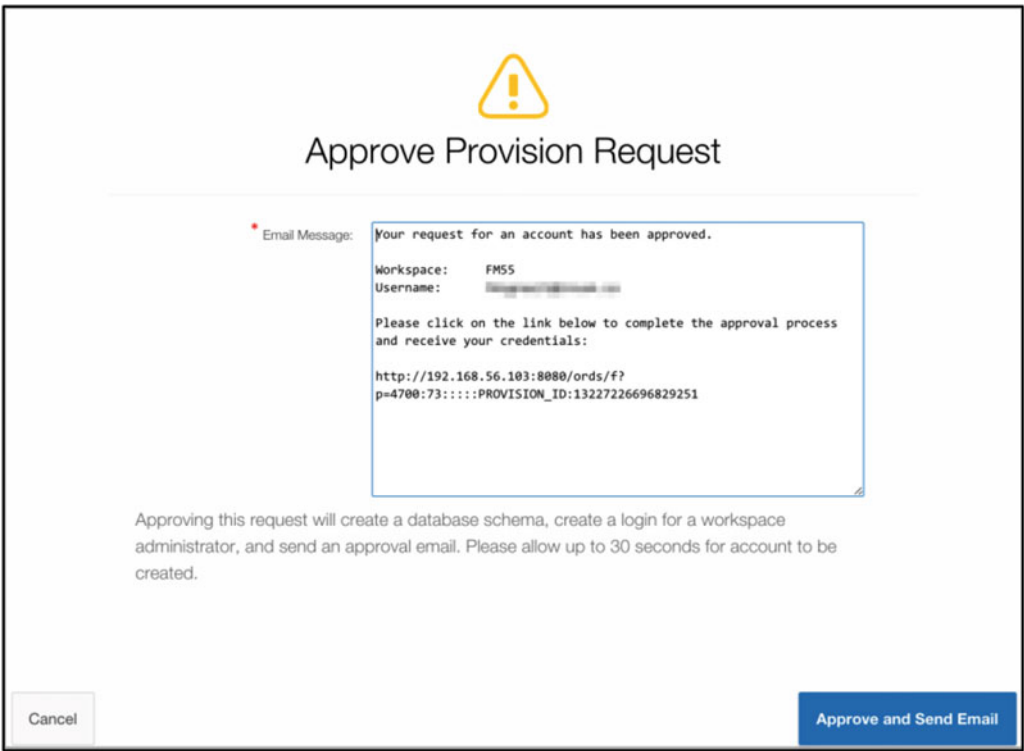 Approve Provision Request
* Email Message:
Your request for an account has been approved.
Workspace: FM55
Username:
Please click on the link below to complete the approval process
and receive your credentials:
http://192.168.56.103:8080/ords/f?
p=4700:73:::::PROVISION_ID:13227226696829251
Approving this request will create a database schema, create a login for a workspace
administrator, and send an approval email. Please allow up to 30 seconds for account to be
created.
Cancel
Approve and Send Email